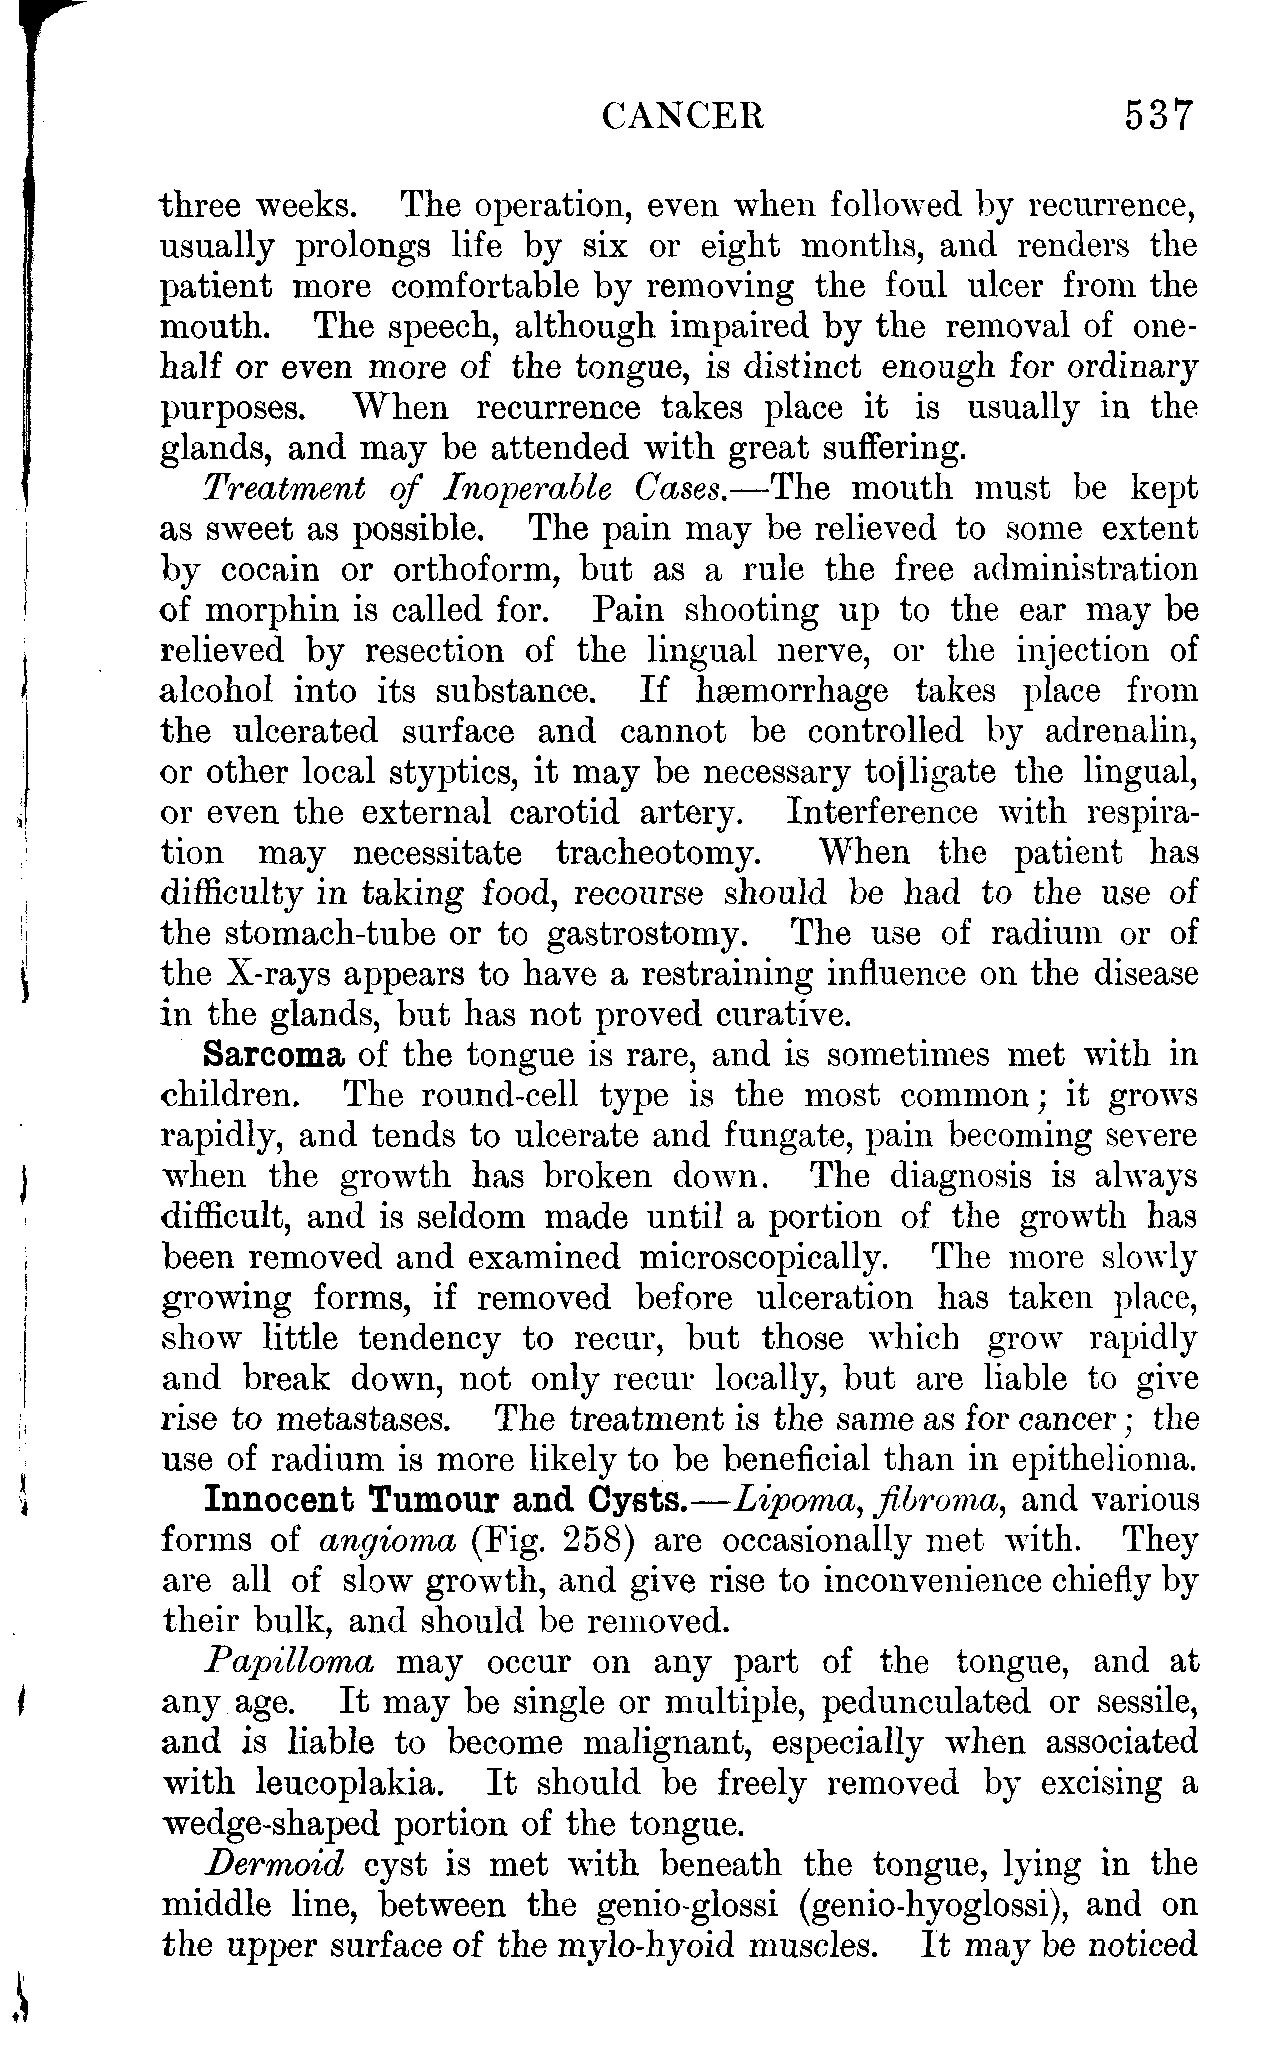 CANCER 537
three weeks. The operation, even when followed by recurrence,
usually prolongs life by six or eight months, and renders the
patient more comfortable by removing the foul ulcer from the
mouth. The speech, although impaired by the removal of one-
half or even more of the tongue, is distinct enough for ordinary
purposes. When recurrence takes place it is usually in the
glands, and may be attended with great suffering.
Treatment of Inoperable Cases.—The mouth must be kept
as sweet as possible. The pain may be relieved to some extent
by cocain or orthoform, but as a rule the free administration
of morphin is called for. Pain shooting up to the ear may be
relieved by resection of the lingual nerve, or the injection of
alcohol into its substance. If hæmorrhage takes place from
the ulcerated surface and cannot be controlled by adrenalin,
or other local styptics, it may be necessary to ligate the lingual,
or even the external carotid artery. Interference with respira-
tion may necessitate tracheotomy. When the patient has
difficulty in taking food, recourse should be had to the use of
the stomach-tube or to gastrostomy. The use of radium or of
the X-rays appears to have a restraining influence on the disease
in the glands, but has not proved curative.
Sarcoma of the tongue is rare, and is sometimes met with in
children. The round-cell type is the most common; it grows
rapidly, and tends to ulcerate and fungate, pain becoming severe
when the growth has broken down. The diagnosis is always
difficult, and is seldom made until a portion of the growth has
been removed and examined microscopically. The more slowly
growing forms, if removed before ulceration has taken place,
show little tendency to recur, but those which grow rapidly
and break down, not only recur locally, but are liable to give
rise to metastases. The treatment is the same as for cancer; the
use of radium is more likely to be beneficial than in epithelioma.
Innocent Tumour and Cysts.—Lipoma, fibroma, and various
forms of angioma (Fig. 258) are occasionally met with. They
are all of slow growth, and give rise to inconvenience chiefly by
their bulk, and should be removed.
Papilloma may occur on any part of the tongue, and at
any age. It may be single or multiple, pedunculated or sessile,
and is liable to become malignant, especially when associated
with leucoplakia. It should be freely removed by excising a
wedge-shaped portion of the tongue.
Dermoid cyst is met with beneath the tongue, lying in the
middle line, between the genio-glossi (genio-hyoglossi), and on
the upper surface of the mylo-hyoid muscles. It may be noticed